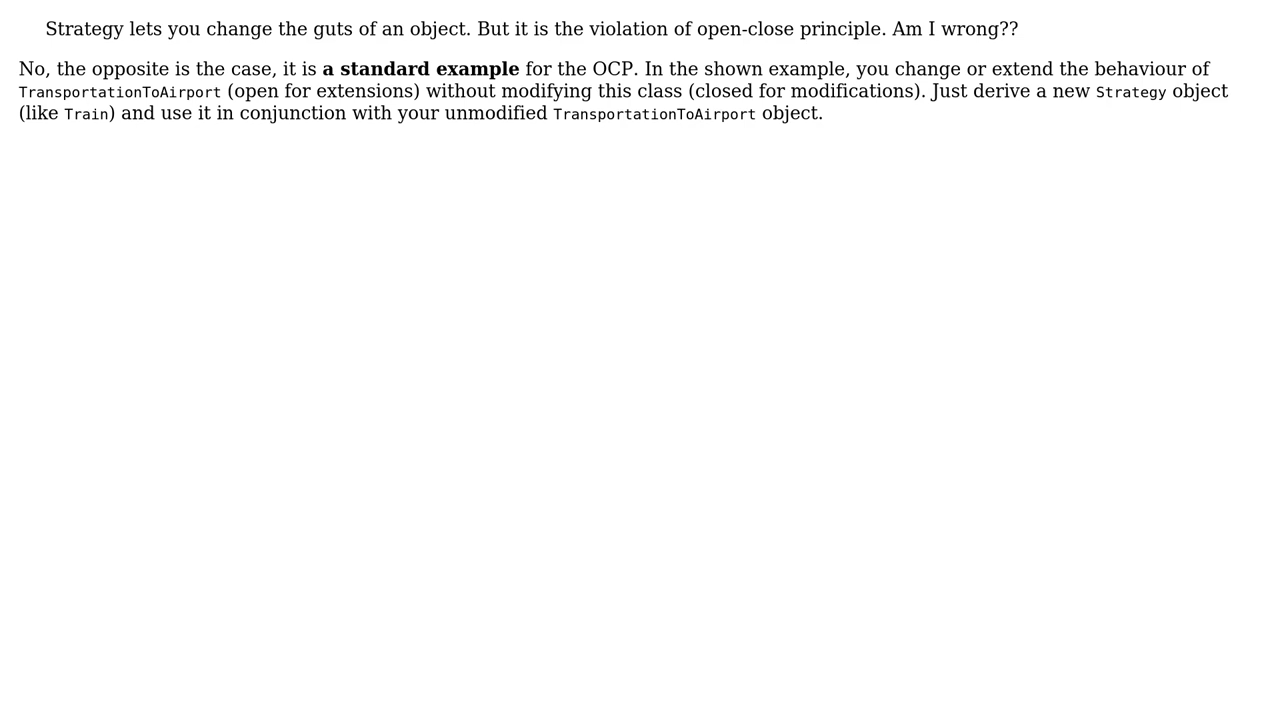 Strategy lets you change the guts of an object. But it is the violation of open-close principle. Am I wrong??
No, the opposite is the case, it is a standard example for the OCP. In the shown example, you change or extend the behaviour of
TransportationToAirport (open for extensions) without modifying this class (closed for modifications). Just derive a new Strategy object
(like Train) and use it in conjunction with your unmodified TransportationToAirport object.